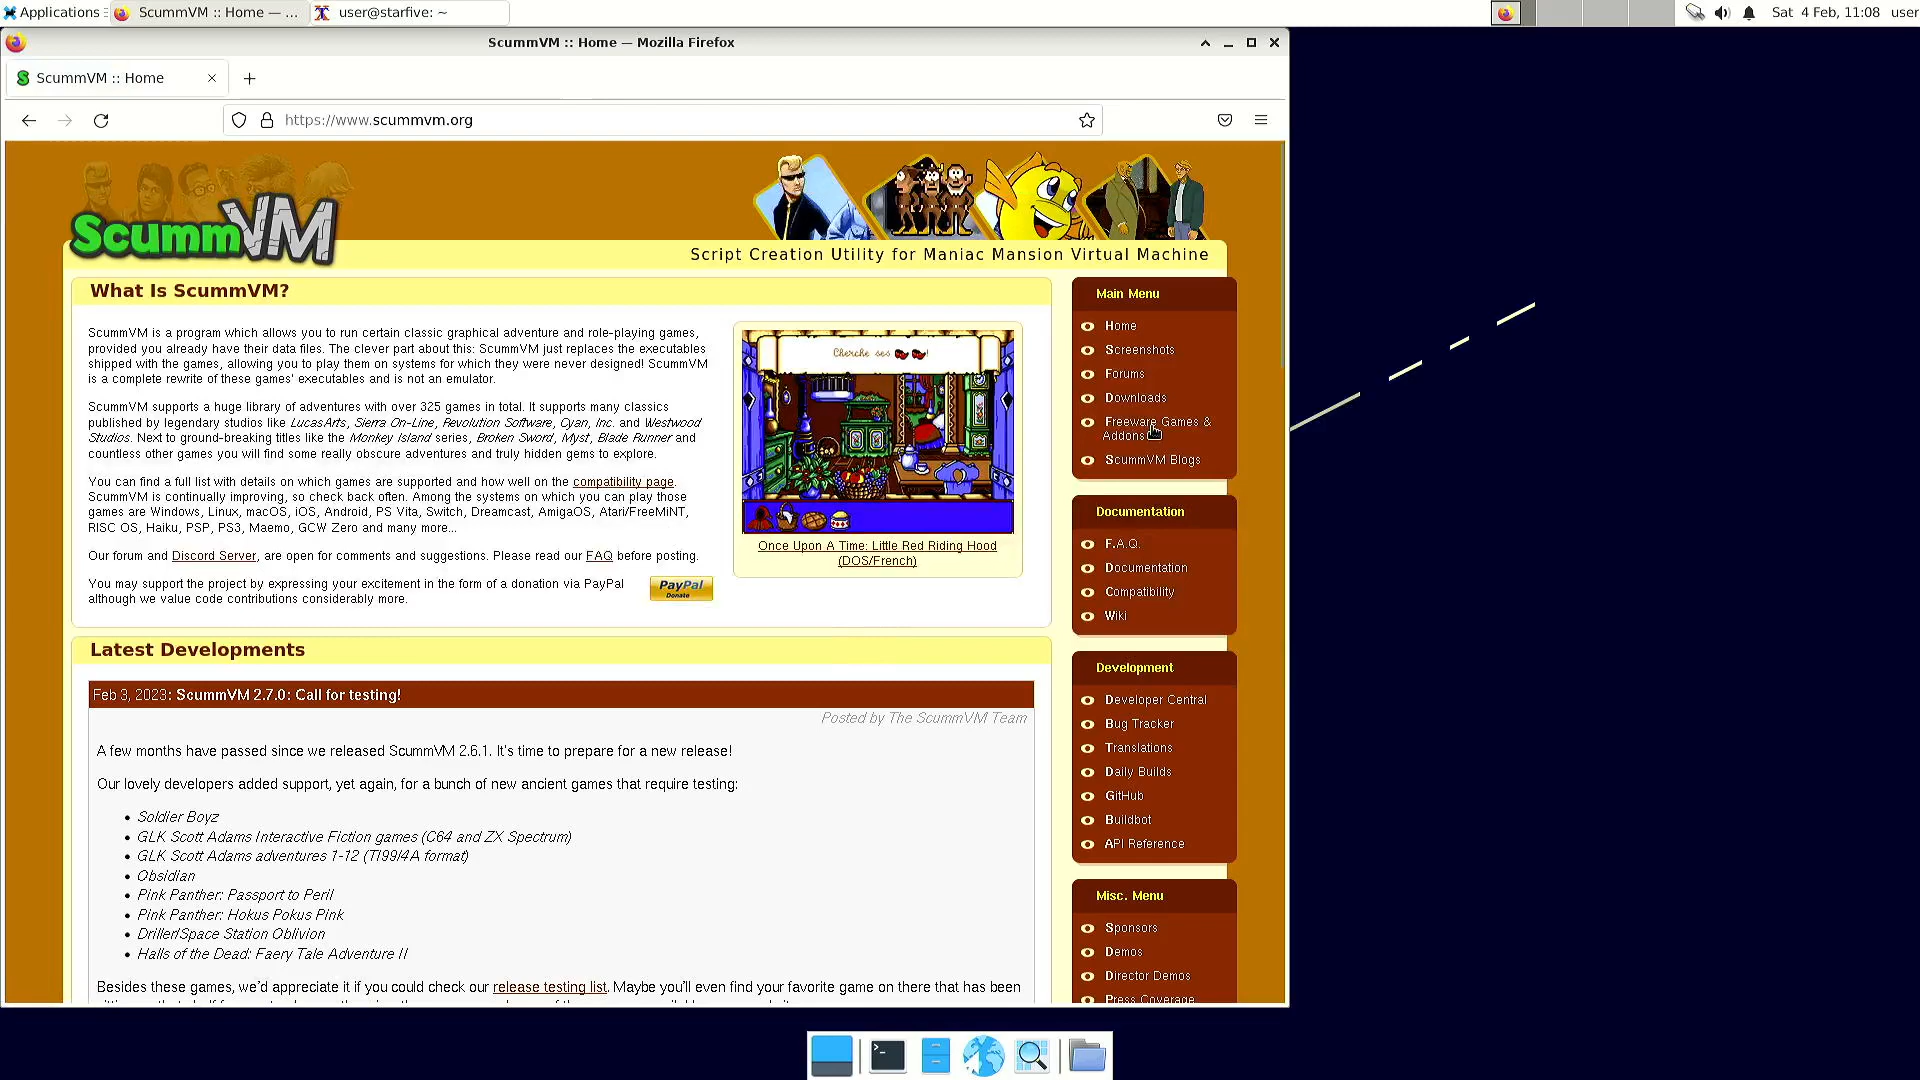 Applications
ScummVM :: Home — ...
user@starfive: ~
Sat 4 Feb, 11:08
user
ScummVM :: Home — Mozilla Firefox
ScummVM :: Home
https://www.scummvm.org
ScummVM
Script Creation Utility for Maniac Mansion Virtual Machine
What Is ScummVM?
ScummVM is a program which allows you to run certain classic graphical adventure and role-playing games,
provided you already have their data files. The clever part about this: ScummVM just replaces the executables
shipped with the games, allowing you to play them on systems for which they were never designed! ScummVM
is a complete rewrite of these games' executables and is not an emulator.
ScummVM supports a huge library of adventures with over 325 games in total. It supports many classics
published by legendary studios like LucasArts, Sierra On-Line, Revolution Software, Cyan, Inc. and Westwood
Studios. Next to ground-breaking titles like the Monkey Island series, Broken Sword, Myst, Blade Runner and
countless other games you will find some really obscure adventures and truly hidden gems to explore.
You can find a full list with details on which games are supported and how well on the compatibility page.
ScummVM is continually improving, so check back often. Among the systems on which you can play those
games are Windows, Linux, macOS, iOS, Android, PS Vita, Switch, Dreamcast, AmigaOS, Atari/FreeMiNT,
RISC OS, Haiku, PSP, PS3, Maemo, GCW Zero and many more...
Our forum and Discord Server, are open for comments and suggestions. Please read our FAQ before posting.
You may support the project by expressing your excitement in the form of a donation via PayPal
although we value code contributions considerably more.
PayPal
Donate
Cherche ses !
Once Upon A Time: Little Red Riding Hood
(DOS/French)
Latest Developments
Feb 3, 2023: ScummVM 2.7.0: Call for testing!
Posted by The ScummVM Team
A few months have passed since we released ScummVM 2.6.1. It's time to prepare for a new release!
Our lovely developers added support, yet again, for a bunch of new ancient games that require testing:
Soldier Boyz
GLK Scott Adams Interactive Fiction games (C64 and ZX Spectrum)
GLK Scott Adams adventures 1-12 (TI99/4A format)
Obsidian
Pink Panther: Passport to Peril
Pink Panther: Hokus Pokus Pink
Driller/Space Station Oblivion
Halls of the Dead: Faery Tale Adventure II
Besides these games, we'd appreciate it if you could check our release testing list. Maybe you'll even find your favorite game on there that has been
Main Menu
Home
Screenshots
Forums
Downloads
Freeware Games &
Addons
ScummVM Blogs
Documentation
F.A.Q.
Documentation
Compatibility
Wiki
Development
Developer Central
Bug Tracker
Translations
Daily Builds
GitHub
Buildbot
API Reference
Misc. Menu
Sponsors
Demos
Director Demos
Press Coverage